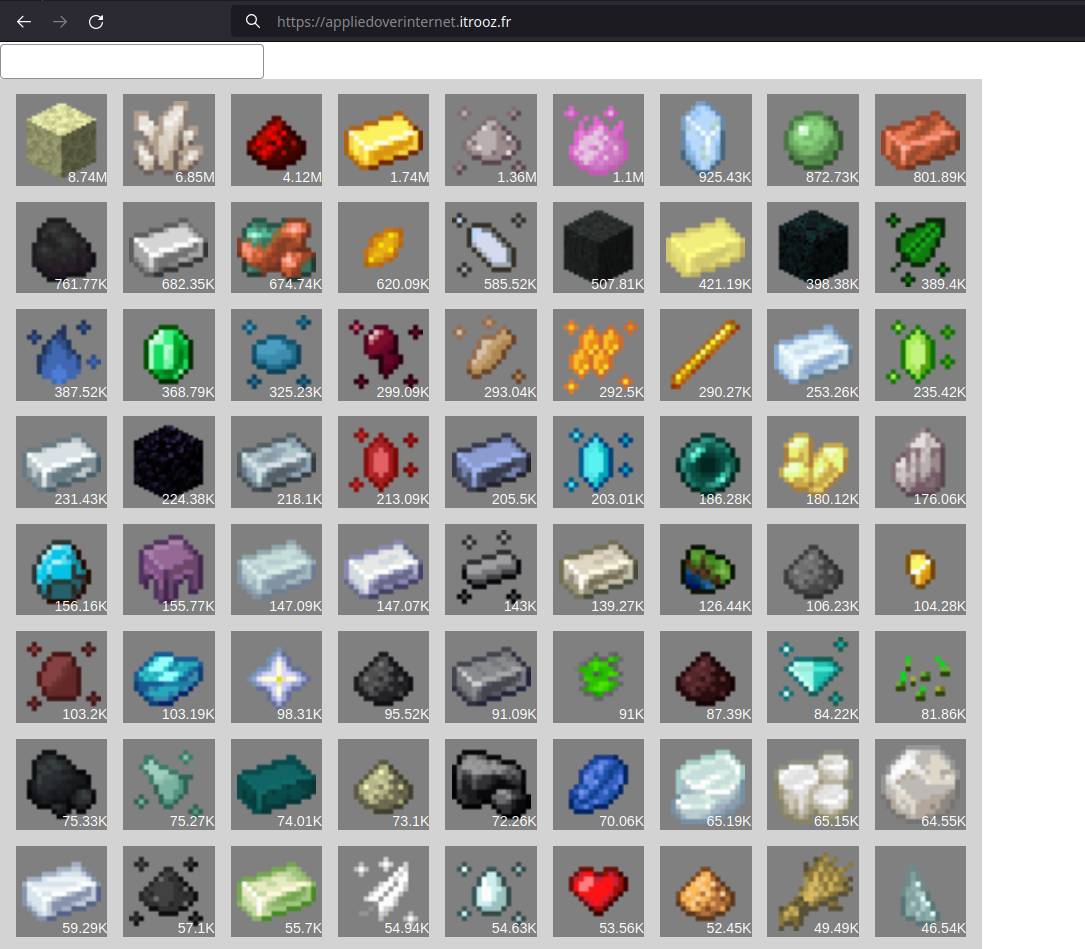 https://appliedoverinternet.itrooz.fr
8.74M 6.85M 4.12M 1.74M 1.36M 1.1M 925.43K 872.73K 801.89K
761.77K 682.35K 674.74K 620.09K 585.52K 507.81K 421.19K 398.38K 389.4K
387.52K 368.79K 325.23K 299.09K 293.04K 292.5K 290.27K 253.26K 235.42K
231.43K 224.38K 218.1K 213.09K 205.5K 203.01K 186.28K 180.12K 176.06K
156.16K 155.77K 147.09K 147.07K 143K 139.27K 126.44K 106.23K 104.28K
103.2K 103.19K 98.31K 95.52K 91.09K 91K 87.39K 84.22K 81.86K
75.33K 75.27K 74.01K 73.1K 72.26K 70.06K 65.19K 65.15K 64.55K
59.29K 57.1K 55.7K 54.94K 54.63K 53.56K 52.45K 49.49K 46.54K